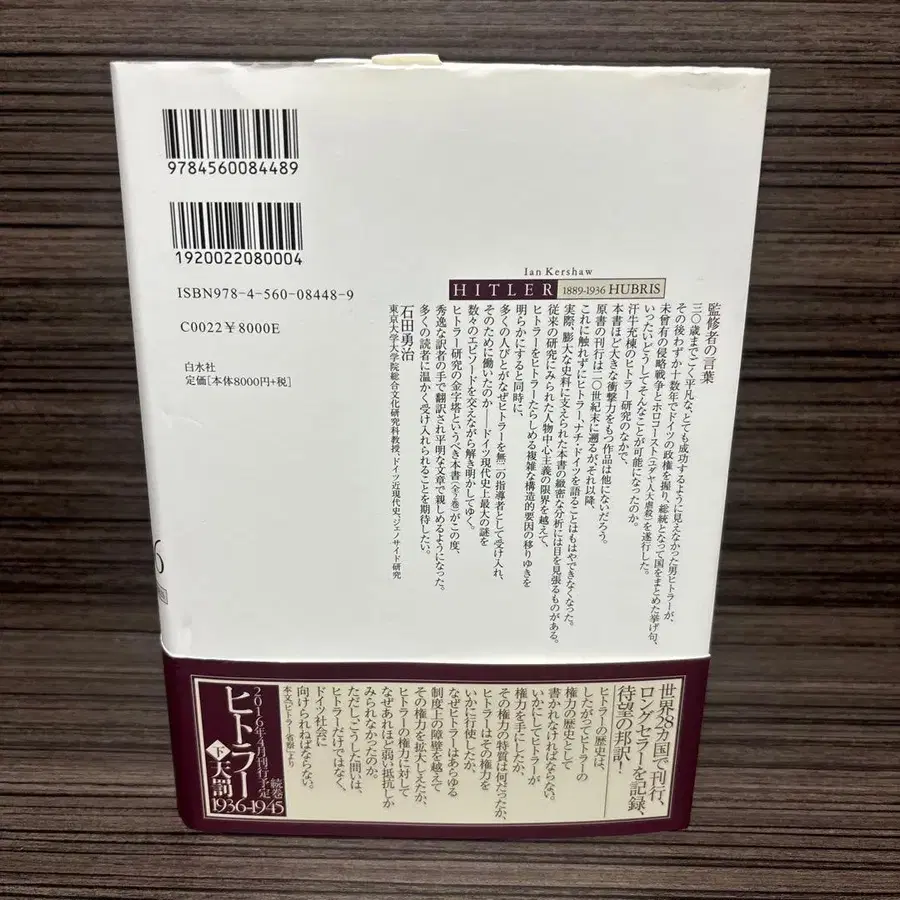 9784560084489
1920022080004
ISBN978-4-560-08448-9
C0022￥8000E
白水社
定価[本体8000円+税]
Ian Kershaw
HITLER 1889-1936 HUBRIS
監修者の言葉
三〇歳までごく平凡な、とても成功するように見えなかった男ヒトラーが、
その後わずか十数年でドイツの政権を握り、総統となって国をまとめた挙げ句、
未曾有の侵略戦争とホロコースト(ユダヤ人大虐殺)を遂行した。
いったいどうしてそんなことが可能になったのか。
汗牛充棟のヒトラー研究のなかで、
本書ほど大きな衝撃力をもつ作品は他にないだろう。
原書の刊行は二〇世紀末に遡るが、それ以降、
これに触れずにヒトラー、ナチ・ドイツを語ることはもはやできなくなった。
実際、膨大な史料に支えられた本書の緻密な分析には目を見張るものがある。
従来の研究にみられた人物中心主義の限界を越えて、
ヒトラーをヒトラーたらしめる複雑な構造的要因の移りゆきを
明らかにすると同時に、
多くの人びとがなぜヒトラーを無二の指導者として受け入れ、
そのために働いたのか――ドイツ現代史上最大の謎を
数々のエピソードを交えながら解き明かしてゆく。
ヒトラー研究の金字塔というべき本書(全2巻)がこの度、
秀逸な訳者の手で翻訳され平明な文章で親しめるようになった。
多くの読者に温かく受け入れられることを期待したい。
石田勇治
東京大学大学院総合文化研究科教授、ドイツ近現代史、ジェノサイド研究
6
世界28カ国で刊行、
ロングセラーを記録、
待望の邦訳!
ヒトラーの歴史は、
したがってヒトラーの
権力の歴史として
書かれなければならない。
いかにしてヒトラーが
権力を手にしたか、
その権力の特質は何だったか、
ヒトラーはその権力を
いかに行使したか、
なぜヒトラーはあらゆる
制度上の障壁を越えて
その権力を拡大しえたか、
ヒトラーの権力に対して
なぜあれほど弱い抵抗しか
みられなかったのか。
ただしこうした問いは、
ヒトラーだけではなく、
ドイツ社会に
向けられねばならない。
本文「ヒトラー省察」より
続巻
2016年4月刊行予定
ヒトラー
下 天罰
1936-1945